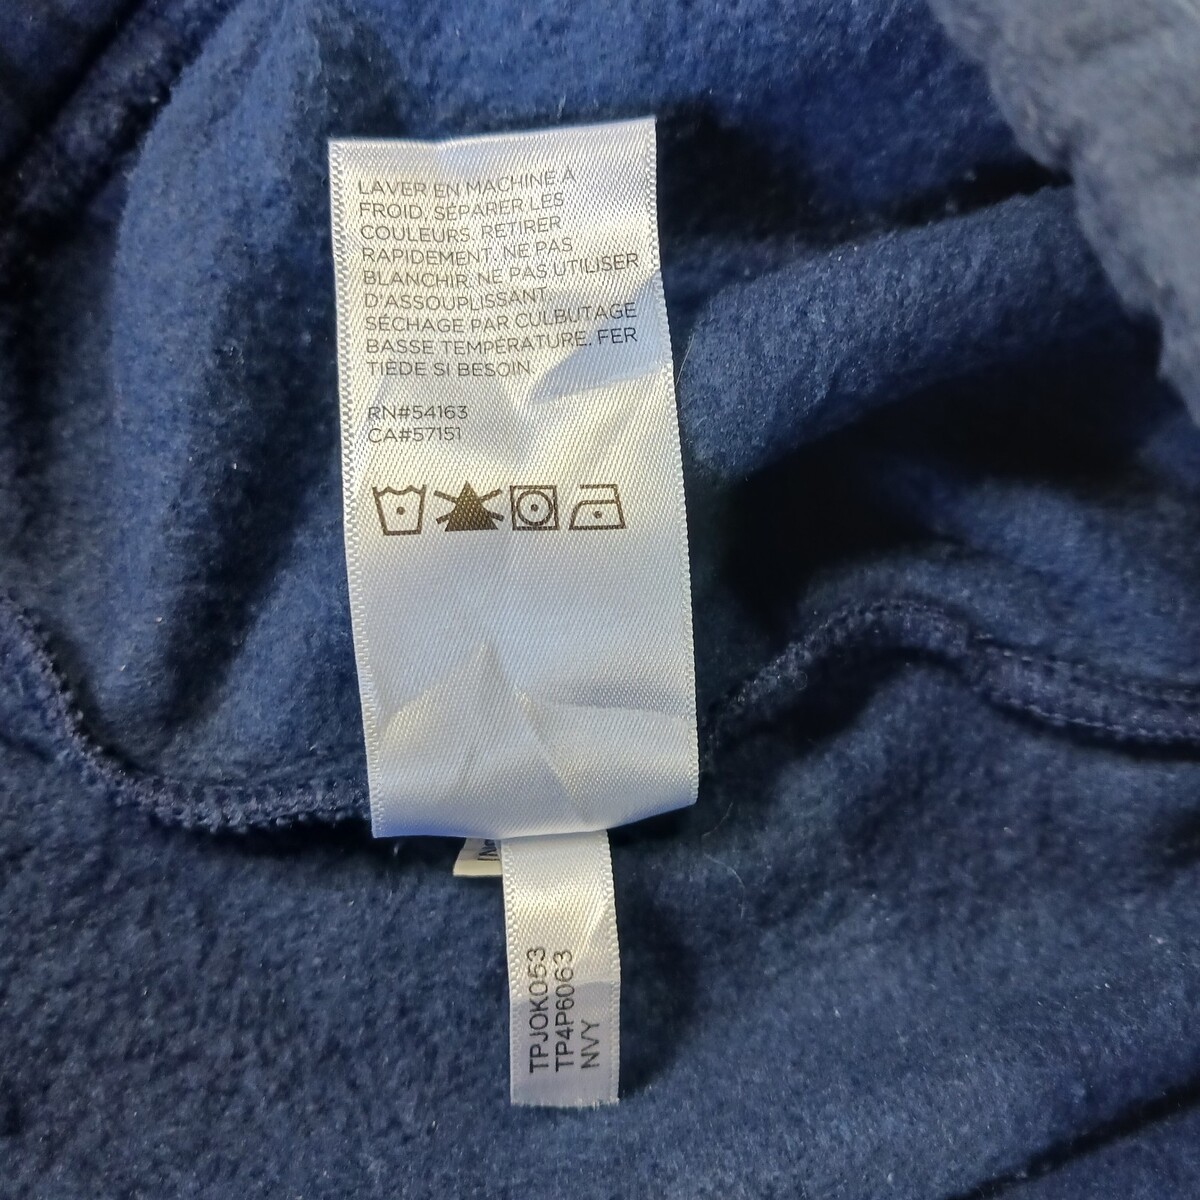 LAVER EN MACHINE À
FROID, SÉPARER LES
COULEURS. RETIRER
RAPIDEMENT. NE PAS
BLANCHIR. NE PAS UTILISER
D'ASSOUPLISSANT.
SÉCHAGE PAR CULBUTAGE
BASSE TEMPÉRATURE. FER
TIÈDE SI BESOIN.
RN#54163
CA#57151
TPJOK053
TP4P6063
NVY